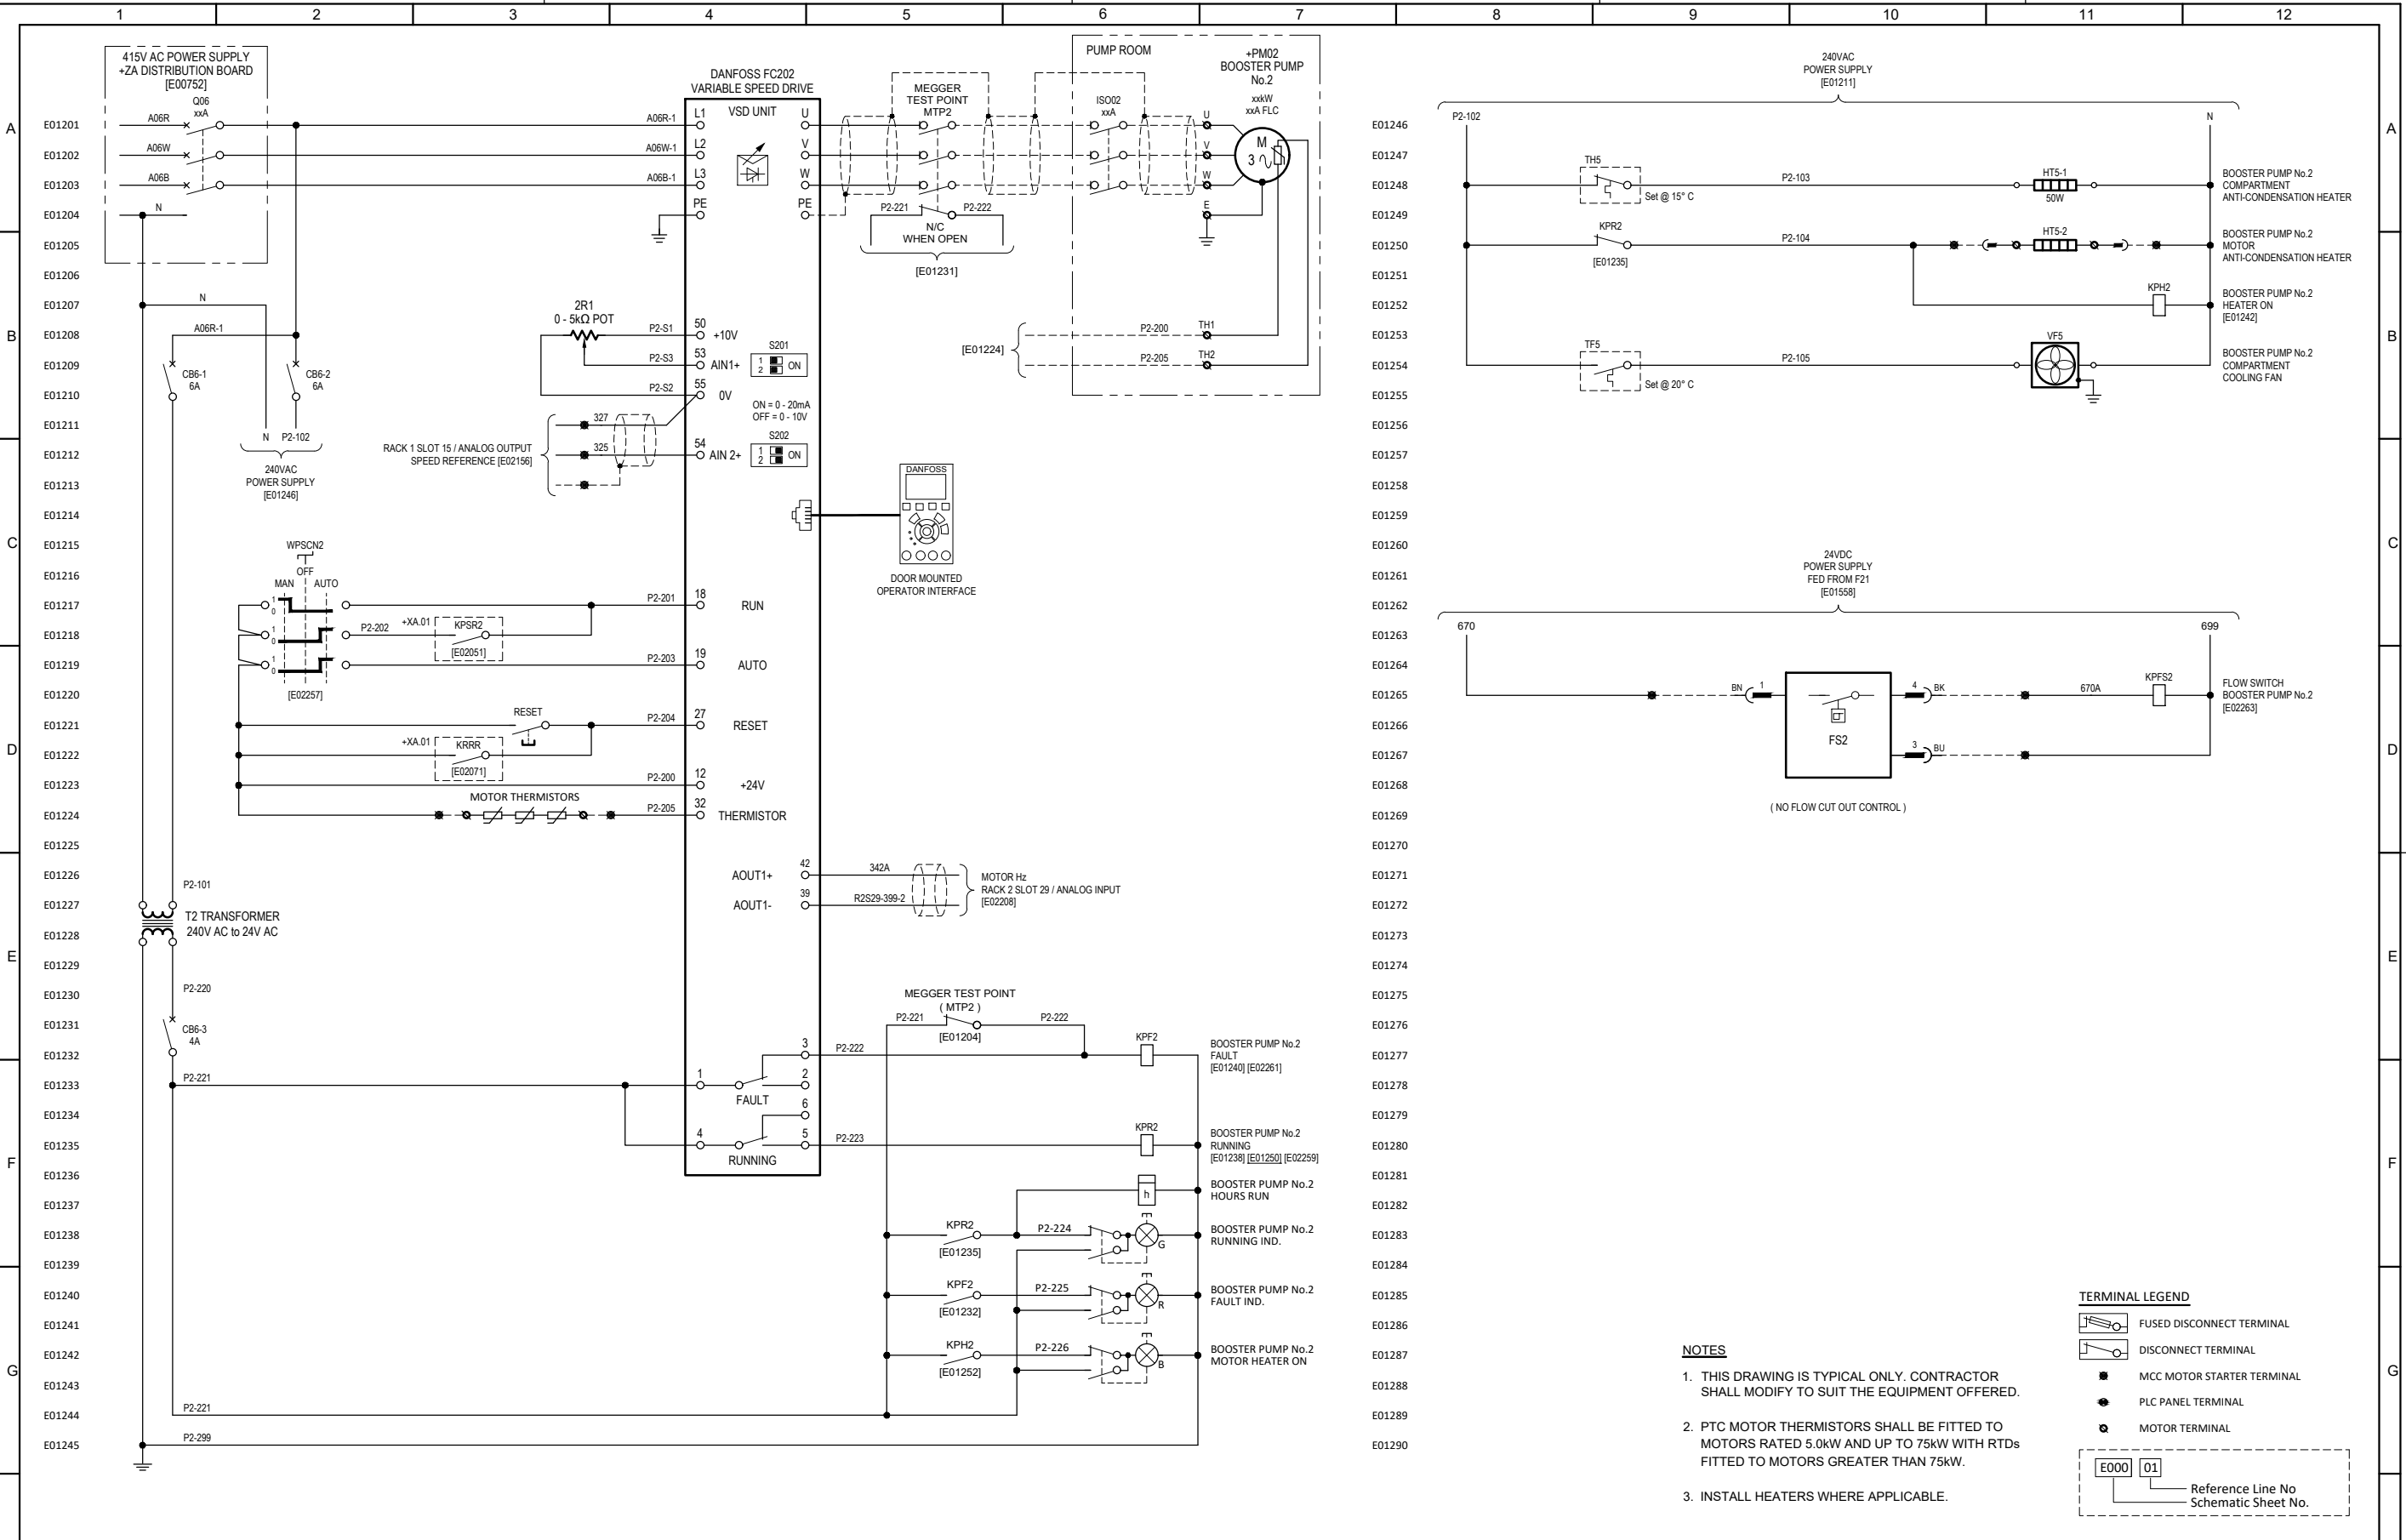 1 2 3 4 5 6 7 8 9 10 11 12
A
B
C
D
E
F
G
A
B
C
D
E
F
G
E01201
E01202
E01203
E01204
E01205
E01206
E01207
E01208
E01209
E01210
E01211
E01212
E01213
E01214
E01215
E01216
E01217
E01218
E01219
E01220
E01221
E01222
E01223
E01224
E01225
E01226
E01227
E01228
E01229
E01230
E01231
E01232
E01233
E01234
E01235
E01236
E01237
E01238
E01239
E01240
E01241
E01242
E01243
E01244
E01245
415V AC POWER SUPPLY
+ZA DISTRIBUTION BOARD
[E00752]
Q06
xxA
A06R
A06W
A06B
N
N
A06R-1
CB6-1
6A
CB6-2
6A
N P2-102
240VAC
POWER SUPPLY
[E01246]
A06R-1
A06W-1
A06B-1
DANFOSS FC202
VARIABLE SPEED DRIVE
VSD UNIT
L1
L2
L3
PE
U
V
W
PE
MEGGER
TEST POINT
MTP2
P2-221 P2-222
N/C
WHEN OPEN
[E01231]
PUMP ROOM
ISO02
xxA
+PM02
BOOSTER PUMP
No.2
xxkW
xxA FLC
U
V
W
E
M
3
[E01224]
P2-200 TH1
P2-205 TH2
2R1
0 - 5kΩ POT
P2-S1 50 +10V
P2-S3 53 AIN1+
P2-S2 55 0V
S201
1
2
ON
ON = 0 - 20mA
OFF = 0 - 10V
S202
1
2
ON
54 AIN 2+
327
325
RACK 1 SLOT 15 / ANALOG OUTPUT
SPEED REFERENCE [E02156]
DANFOSS
DOOR MOUNTED
OPERATOR INTERFACE
WPSCN2
OFF
MAN AUTO
1
0
1
0
1
0
[E02257]
P2-201 18 RUN
P2-202 +XA.01 KPSR2
[E02051]
P2-203 19 AUTO
RESET
P2-204 27 RESET
+XA.01 KRRR
[E02071]
P2-200 12 +24V
MOTOR THERMISTORS
P2-205 32 THERMISTOR
AOUT1+ 42 342A
AOUT1- 39 R2S29-399-2
MOTOR Hz
RACK 2 SLOT 29 / ANALOG INPUT
[E02208]
P2-101
T2 TRANSFORMER
240V AC to 24V AC
P2-220
CB6-3
4A
P2-221
MEGGER TEST POINT
( MTP2 )
P2-221 P2-222
[E01204]
1 3 2
FAULT
4 6 5
RUNNING
P2-222
KPF2
BOOSTER PUMP No.2
FAULT
[E01240] [E02261]
P2-223
KPR2
BOOSTER PUMP No.2
RUNNING
[E01238] [E01250] [E02259]
h
BOOSTER PUMP No.2
HOURS RUN
KPR2
[E01235]
P2-224
G
BOOSTER PUMP No.2
RUNNING IND.
KPF2
[E01232]
P2-225
R
BOOSTER PUMP No.2
FAULT IND.
KPH2
[E01252]
P2-226
B
BOOSTER PUMP No.2
MOTOR HEATER ON
P2-221
P2-299
E01246
E01247
E01248
E01249
E01250
E01251
E01252
E01253
E01254
E01255
E01256
E01257
E01258
E01259
E01260
E01261
E01262
E01263
E01264
E01265
E01266
E01267
E01268
E01269
E01270
E01271
E01272
E01273
E01274
E01275
E01276
E01277
E01278
E01279
E01280
E01281
E01282
E01283
E01284
E01285
E01286
E01287
E01288
E01289
E01290
240VAC
POWER SUPPLY
[E01211]
P2-102 N
TH5
Set @ 15° C
P2-103
HT5-1
50W
BOOSTER PUMP No.2
COMPARTMENT
ANTI-CONDENSATION HEATER
KPR2
[E01235]
P2-104
HT5-2
BOOSTER PUMP No.2
MOTOR
ANTI-CONDENSATION HEATER
KPH2
BOOSTER PUMP No.2
HEATER ON
[E01242]
TF5
Set @ 20° C
P2-105
VF5
BOOSTER PUMP No.2
COMPARTMENT
COOLING FAN
24VDC
POWER SUPPLY
FED FROM F21
[E01558]
670 699
BN 1
FS2
4 BK
3 BU
670A
KPFS2
FLOW SWITCH
BOOSTER PUMP No.2
[E02263]
( NO FLOW CUT OUT CONTROL )
NOTES
1. THIS DRAWING IS TYPICAL ONLY. CONTRACTOR
SHALL MODIFY TO SUIT THE EQUIPMENT OFFERED.
2. PTC MOTOR THERMISTORS SHALL BE FITTED TO
MOTORS RATED 5.0kW AND UP TO 75kW WITH RTDs
FITTED TO MOTORS GREATER THAN 75kW.
3. INSTALL HEATERS WHERE APPLICABLE.
TERMINAL LEGEND
FUSED DISCONNECT TERMINAL
DISCONNECT TERMINAL
MCC MOTOR STARTER TERMINAL
PLC PANEL TERMINAL
MOTOR TERMINAL
E000 01
Reference Line No
Schematic Sheet No.